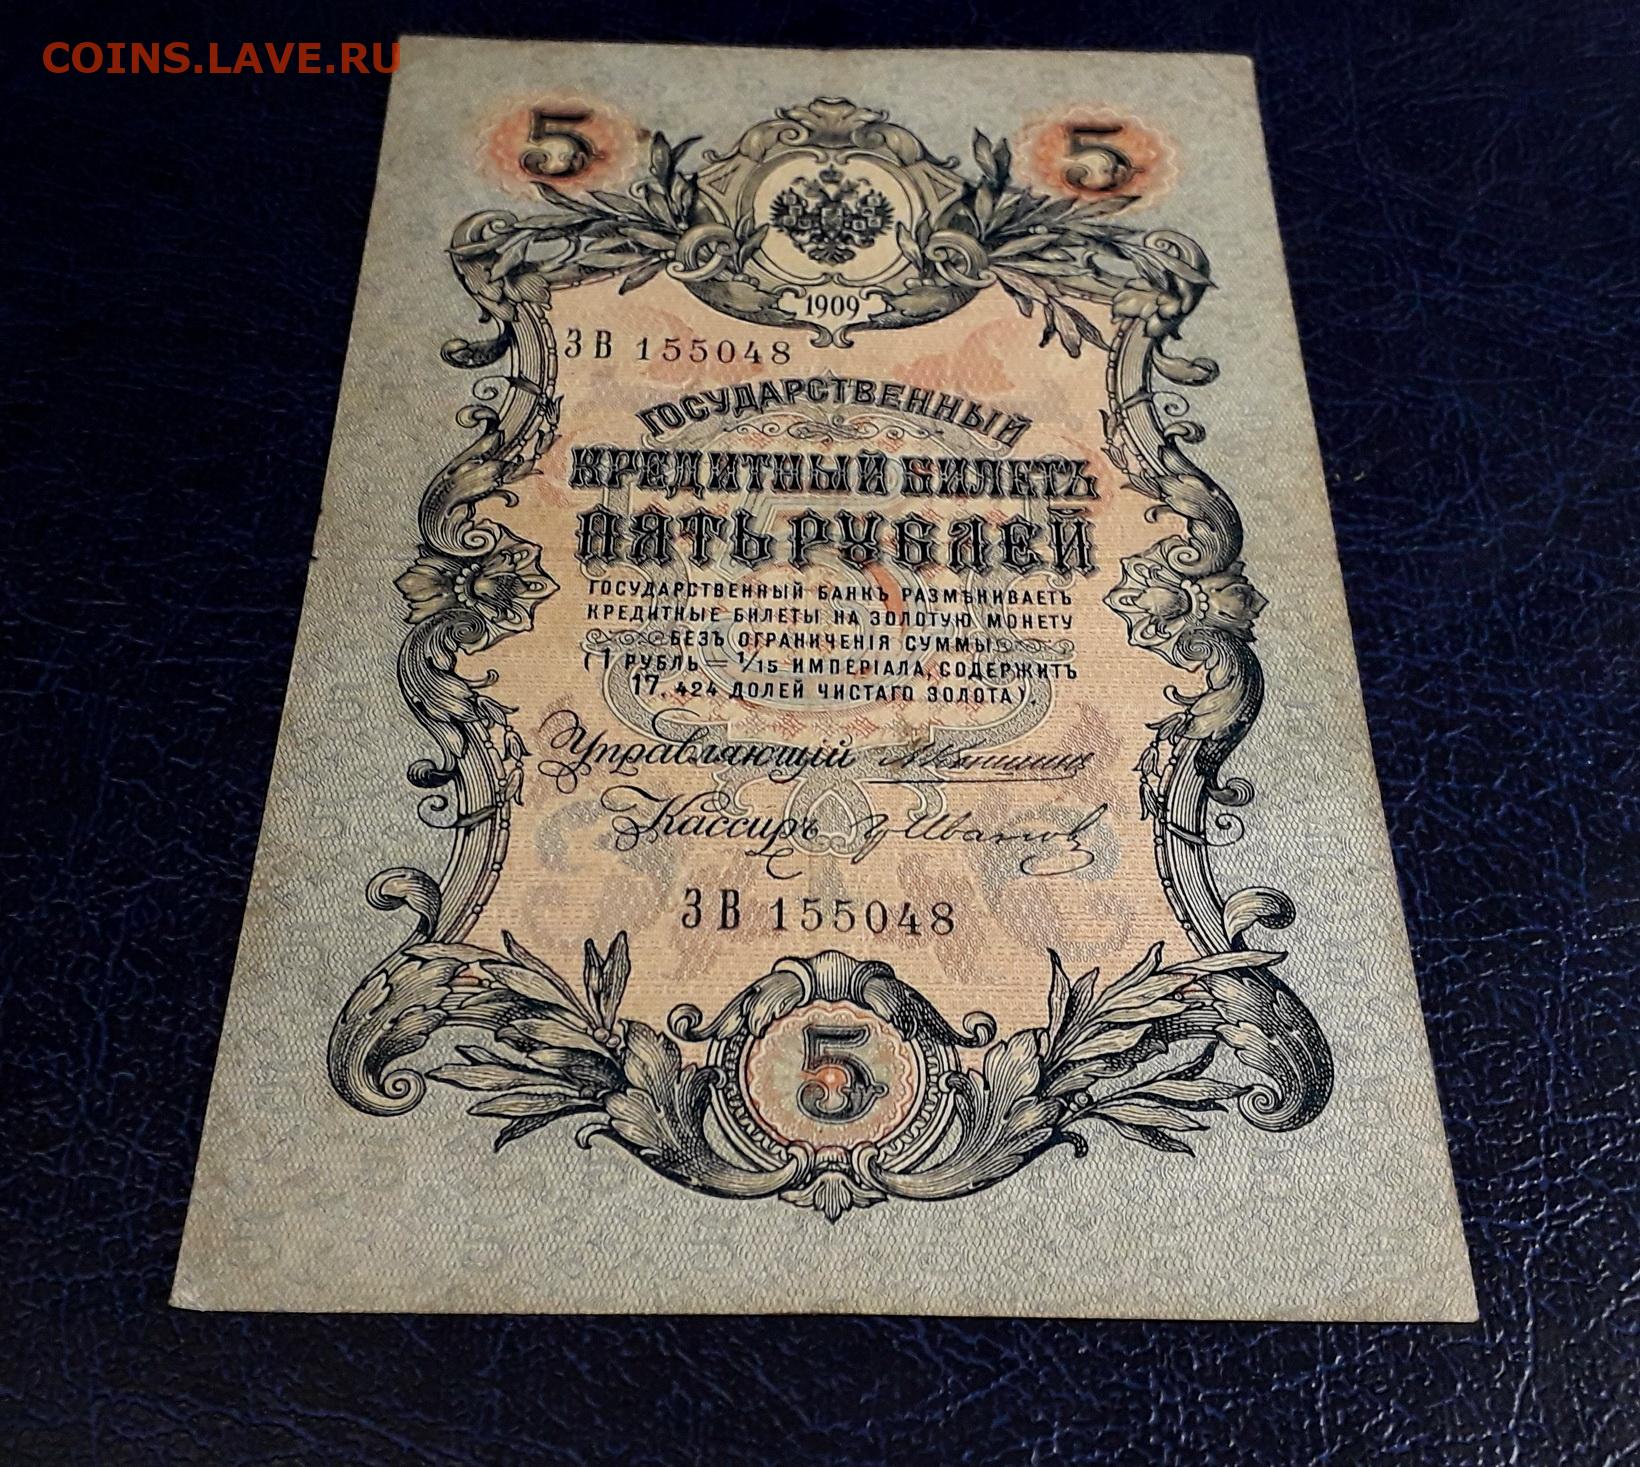 COINS.LAVE.RU
5 5
1909
ЗВ 155048
ГОСУДАРСТВЕННЫЙ
КРЕДИТНЫЙ БИЛЕТЪ
ПЯТЬ РУБЛЕЙ
ГОСУДАРСТВЕННЫЙ БАНКЪ РАЗМѢНИВАЕТЪ
КРЕДИТНЫЕ БИЛЕТЫ НА ЗОЛОТУЮ МОНЕТУ
БЕЗЪ ОГРАНИЧЕНІЯ СУММЫ
(1 РУБЛЬ = 1/15 ИМПЕРІАЛА, СОДЕРЖИТЪ
17,424 ДОЛЕЙ ЧИСТАГО ЗОЛОТА).
Управляющій АКоншинъ
Кассиръ ГрИвановъ
ЗВ 155048
5